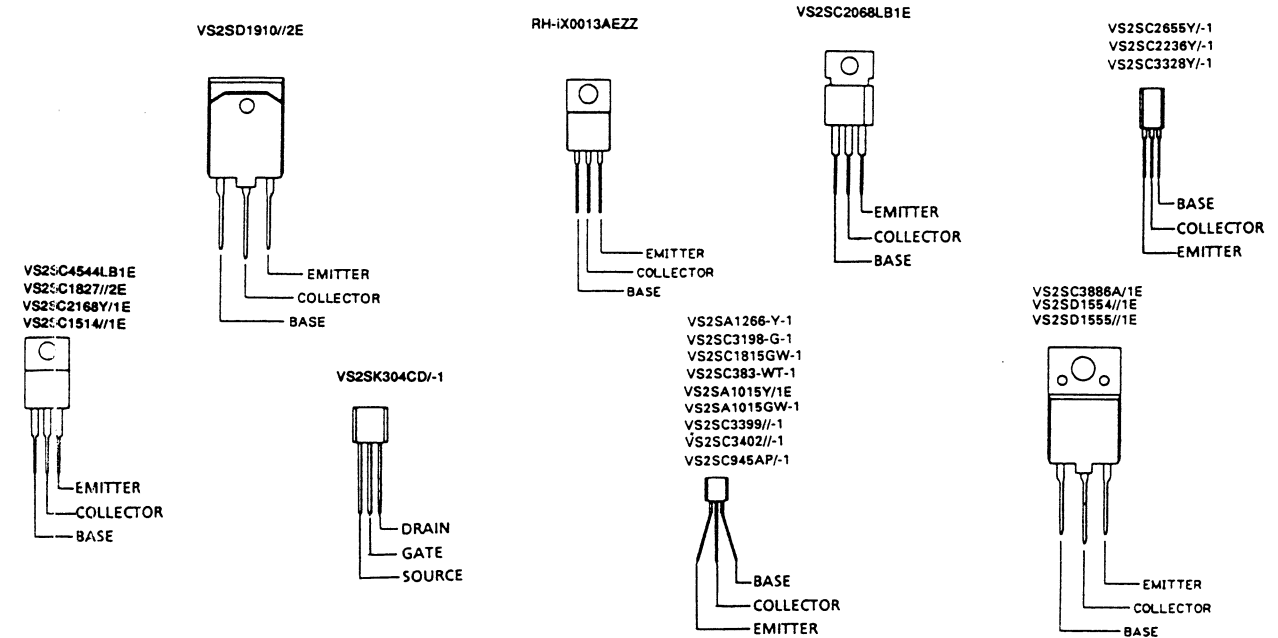 VS2SD1910//2E
EMITTER
COLLECTOR
BASE
RH-iX0013AEZZ
EMITTER
COLLECTOR
BASE
VS2SC2068LB1E
EMITTER
COLLECTOR
BASE
VS2SC2655Y/-1
VS2SC2236Y/-1
VS2SC3328Y/-1
BASE
COLLECTOR
EMITTER
VS2SC4544LB1E
VS2SC1827//2E
VS2SC2168Y/1E
VS2SC1514//1E
EMITTER
COLLECTOR
BASE
VS2SK304CD/-1
DRAIN
GATE
SOURCE
VS2SA1266-Y-1
VS2SC3198-G-1
VS2SC1815GW-1
VS2SC383-WT-1
VS2SA1015Y/1E
VS2SA1015GW-1
VS2SC3399//-1
VS2SC3402//-1
VS2SC945AP/-1
BASE
COLLECTOR
EMITTER
VS2SC3886A/1E
VS2SD1554//1E
VS2SD1555//1E
EMITTER
COLLECTOR
BASE